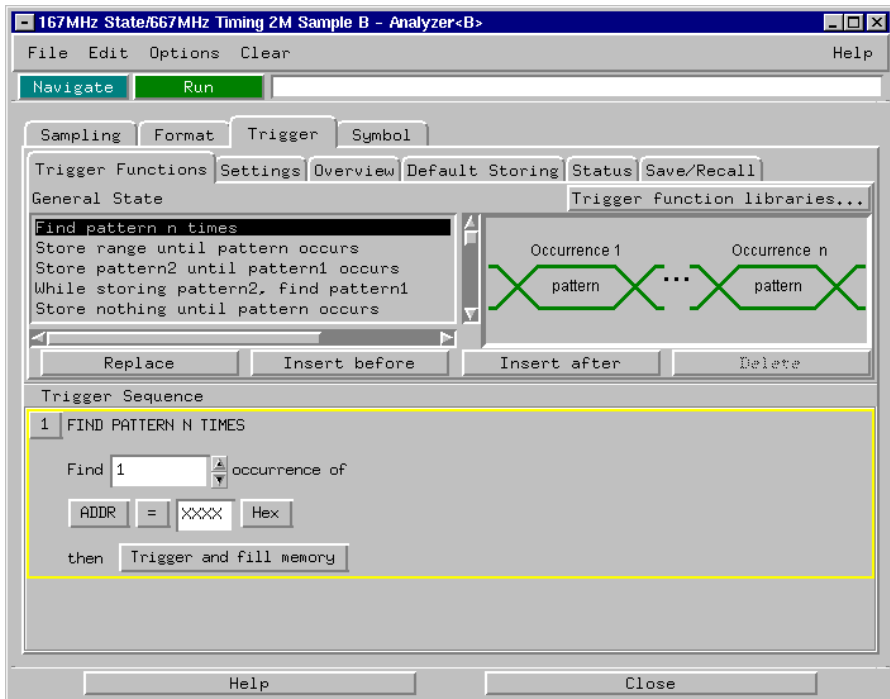 167MHz State/667MHz Timing 2M Sample B - Analyzer<B>
File Edit Options Clear Help
Navigate Run
Sampling Format Trigger Symbol
Trigger Functions Settings Overview Default Storing Status Save/Recall
General State Trigger function libraries...
Find pattern n times
Store range until pattern occurs
Store pattern2 until pattern1 occurs
While storing pattern2, find pattern1
Store nothing until pattern occurs
Occurrence 1 Occurrence n
pattern ... pattern
Replace Insert before Insert after Delete
Trigger Sequence
1 FIND PATTERN N TIMES
Find 1 occurrence of
ADDR = XXXX Hex
then Trigger and fill memory
Help Close